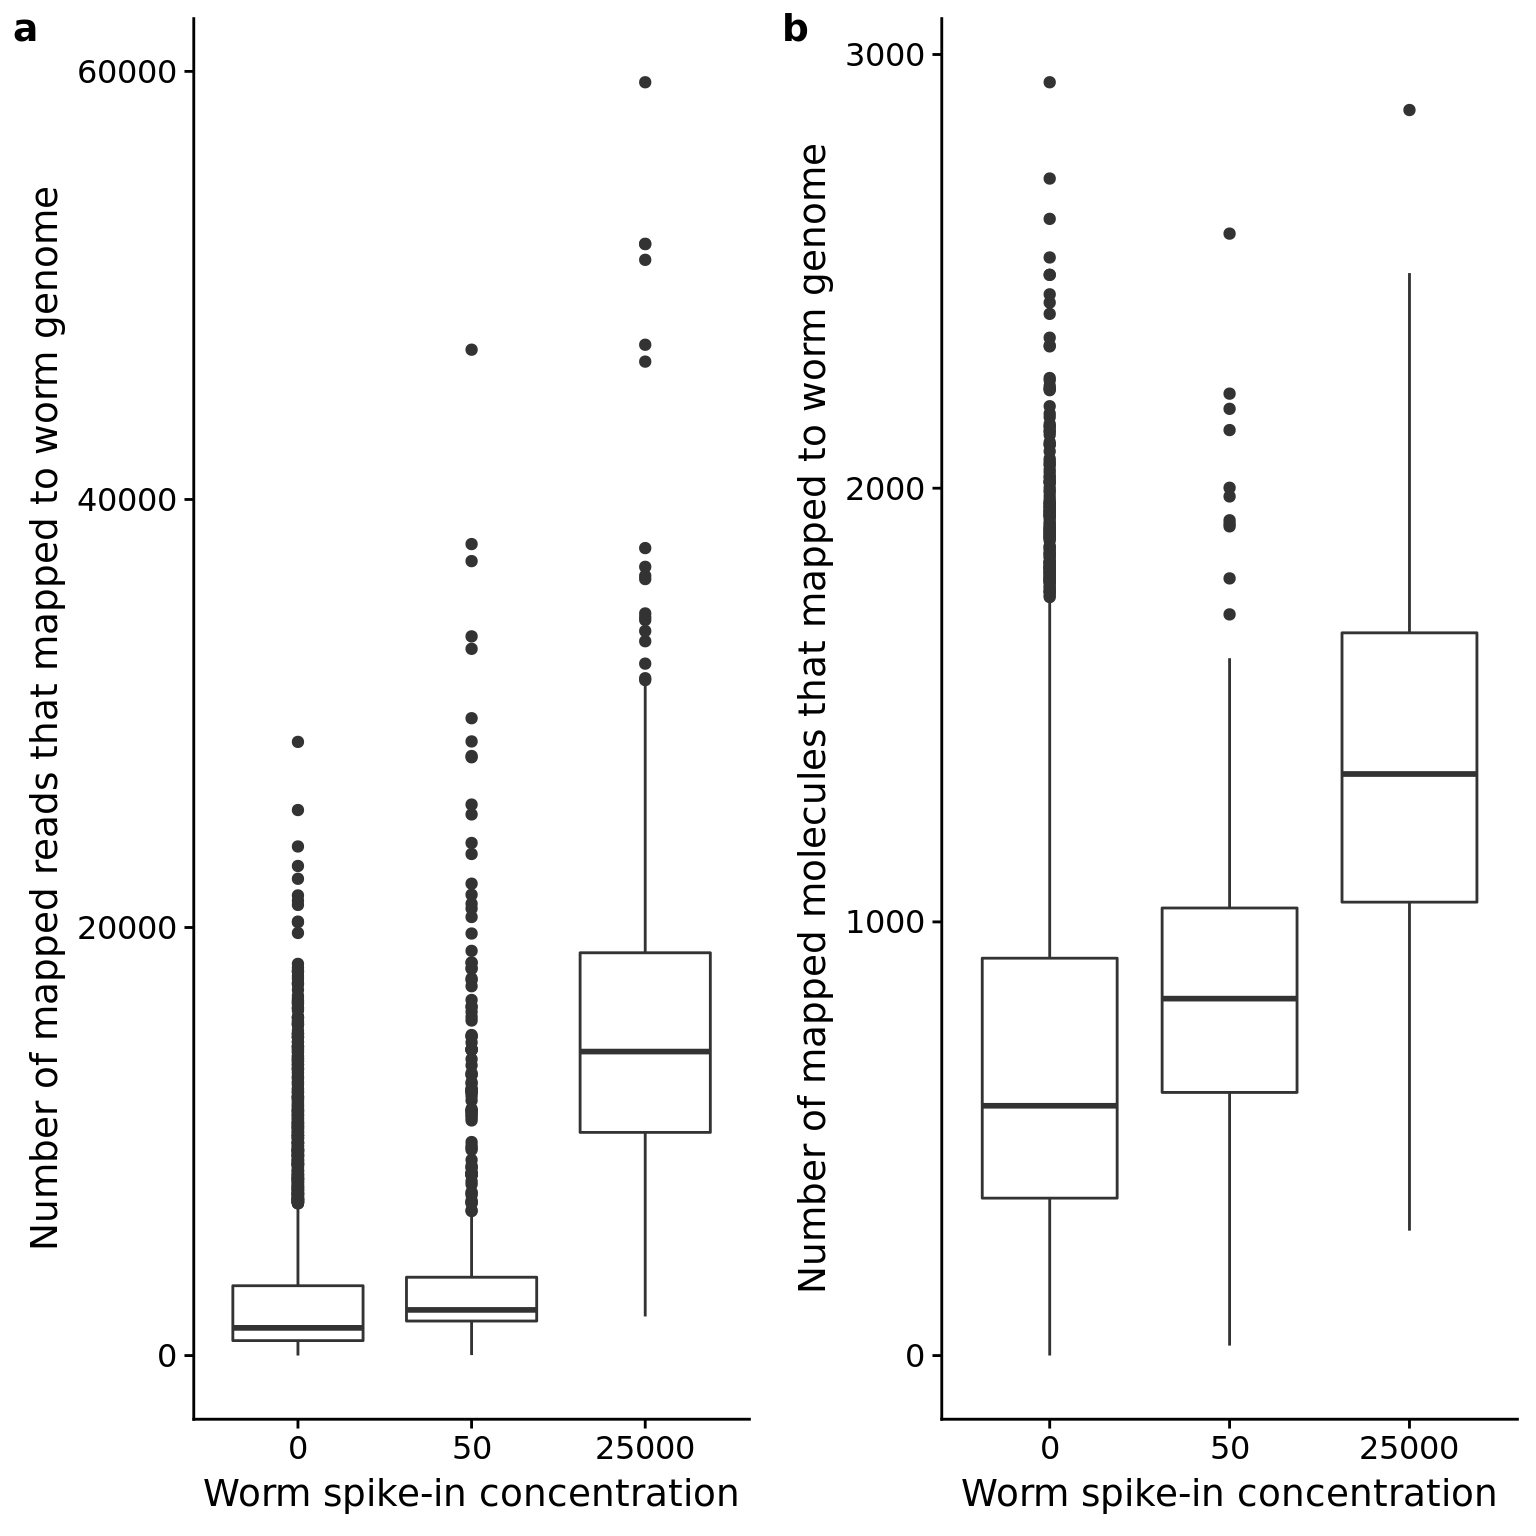 a
Number of mapped reads that mapped to worm genome
60000
40000
20000
0
0 50 25000
Worm spike-in concentration
b
Number of mapped molecules that mapped to worm genome
3000
2000
1000
0
0 50 25000
Worm spike-in concentration